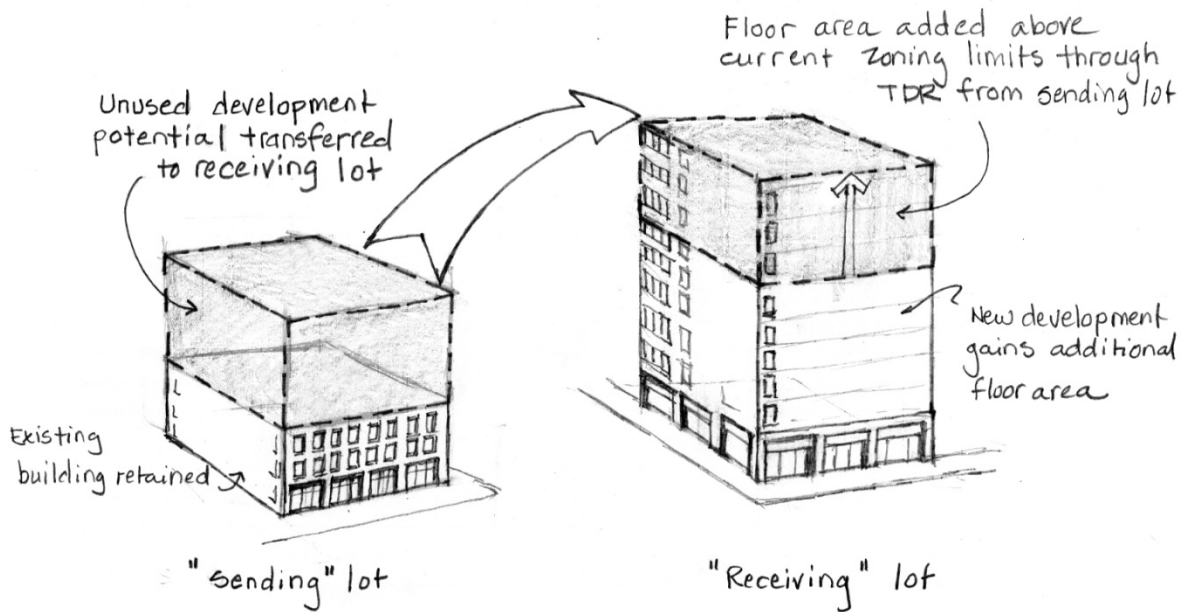 Unused development
potential transferred
to receiving lot
Floor area added above
current zoning limits through
TDR from sending lot
New development
gains additional
floor area
Existing
building retained
"Sending" lot
"Receiving" lot